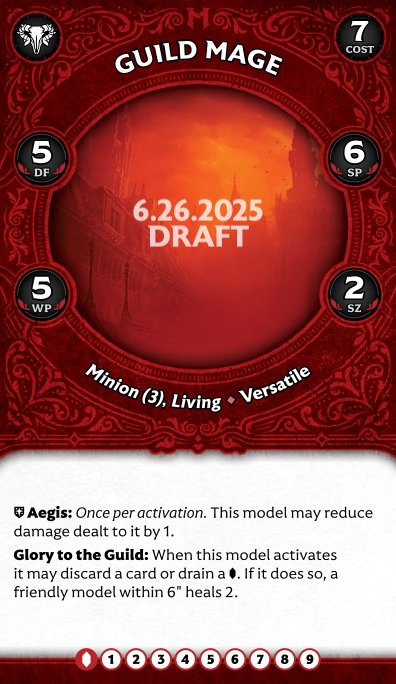 GUILD MAGE
7
COST
5
DF
6
SP
6.26.2025
DRAFT
5
WP
2
SZ
Minion (3), Living • Versatile
Aegis: Once per activation. This model may reduce
damage dealt to it by 1.
Glory to the Guild: When this model activates
it may discard a card or drain a . If it does so, a
friendly model within 6" heals 2.
1 2 3 4 5 6 7 8 9